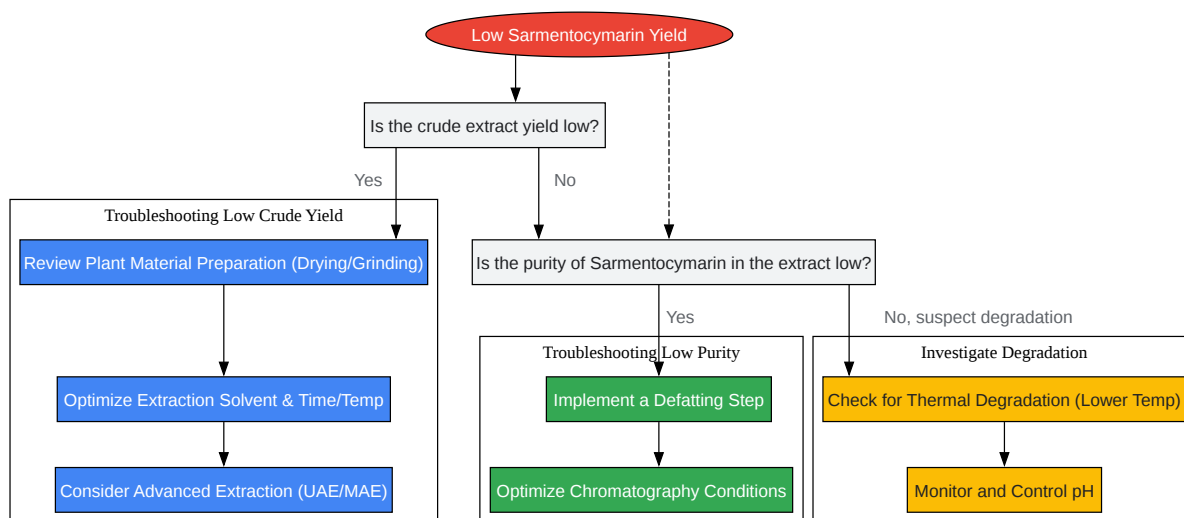 Low Sarmentocymarin Yield
Is the crude extract yield low?
Yes
No
Troubleshooting Low Crude Yield
Review Plant Material Preparation (Drying/Grinding)
Is the purity of Sarmentocymarin in the extract low?
Yes
No, suspect degradation
Troubleshooting Low Purity
Investigate Degradation
Optimize Extraction Solvent & Time/Temp
Implement a Defatting Step
Check for Thermal Degradation (Lower Temp)
Consider Advanced Extraction (UAE/MAE)
Optimize Chromatography Conditions
Monitor and Control pH